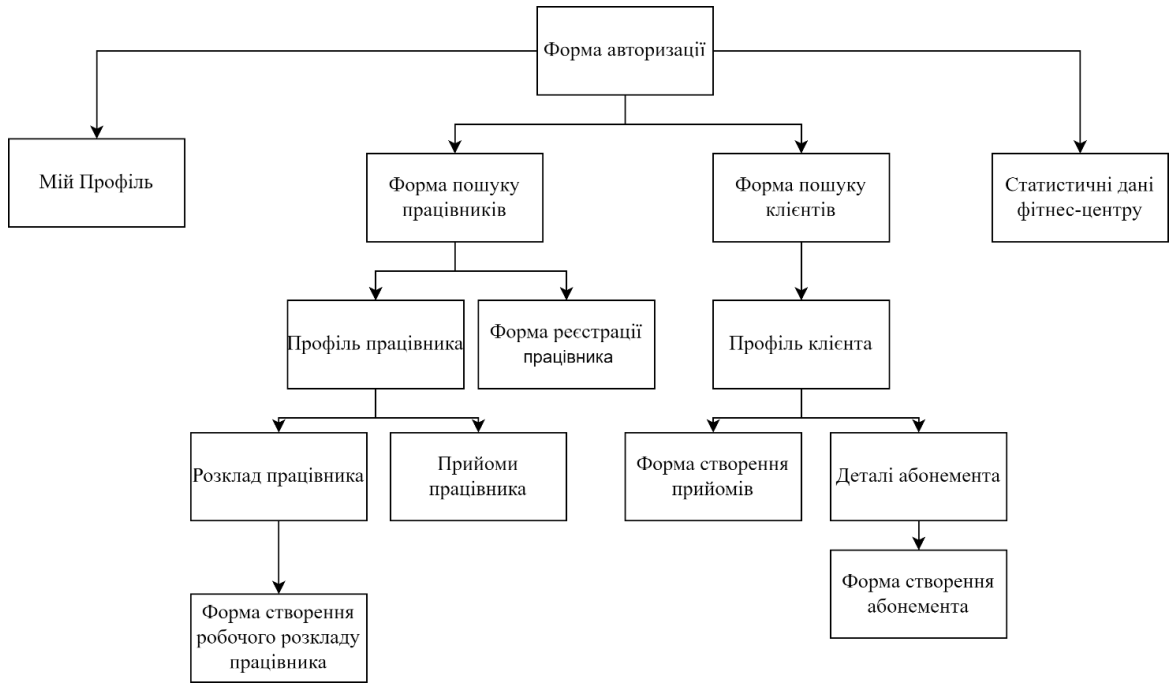 Форма авторизації
Мій Профіль
Форма пошуку
працівників
Форма пошуку
клієнтів
Статистичні дані
фітнес-центру
Профіль працівника
Форма реєстрації
працівника
Профіль клієнта
Розклад працівника
Прийоми
працівника
Форма створення
прийомів
Деталі абонемента
Форма створення
робочого розкладу
працівника
Форма створення
абонемента